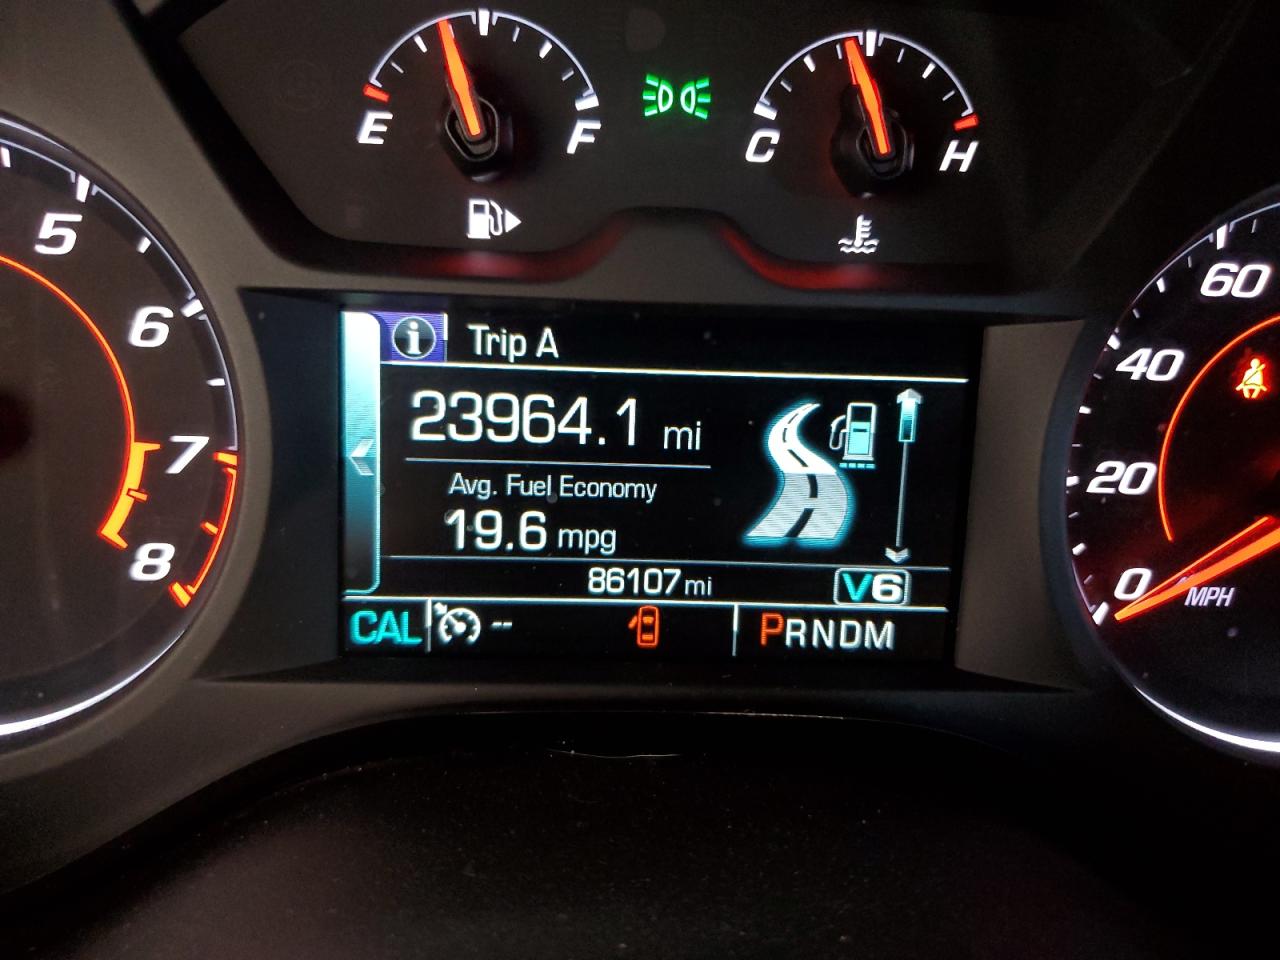 E F
C H
5
6
7
8
i Trip A
23964.1 mi
Avg. Fuel Economy
19.6 mpg
86107 mi V6
CAL -- PRNDM
60
40
20
0
MPH